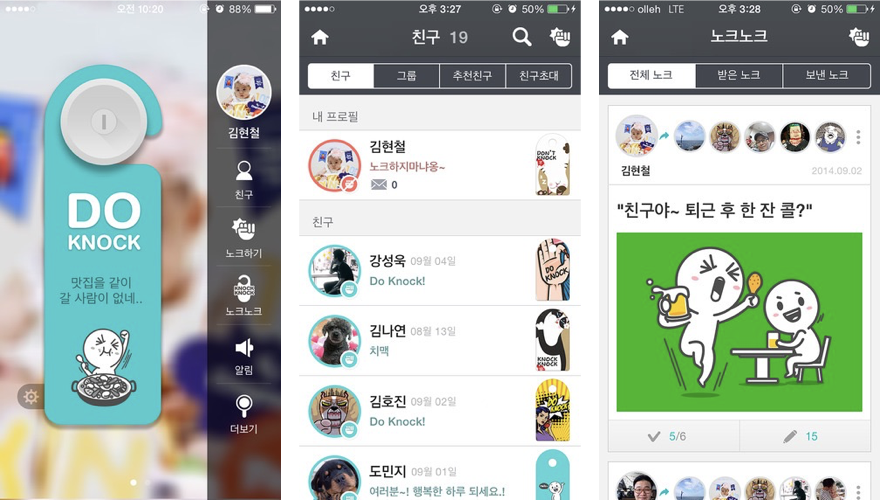 오전 10:20
88%
DO
KNOCK
맛집을 같이
갈 사람이 없네..
김현철
친구
노크하기
KNOCK
KNOCK
노크노크
알림
더보기
오후 3:27
50%
친구 19
친구
그룹
추천친구
친구초대
내 프로필
김현철
노크하지마냐옹~
0
DON'T
KNOCK
친구
강성욱 09월 04일
Do Knock!
DO
KNOCK
김나연 08월 13일
치맥
KNOCK
KNOCK
김호진 09월 02일
Do Knock!
DO
KNOCK
도민지 09월 01일
여러분~! 행복한 하루 되세요.!
olleh LTE
오후 3:28
50%
노크노크
전체 노크
받은 노크
보낸 노크
김현철
2014.09.02
"친구야~ 퇴근 후 한 잔 콜?"
5/6
15